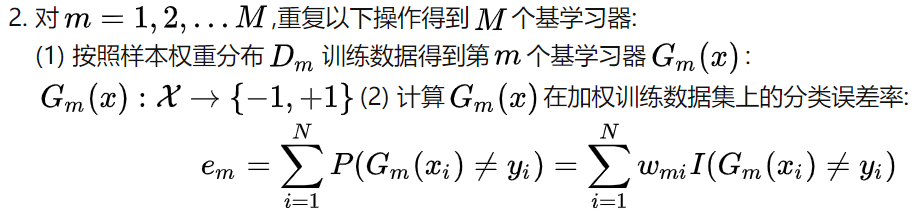 2. 对 $m = 1, 2, \ldots M$ ,重复以下操作得到 $M$ 个基学习器:
(1) 按照样本权重分布 $D_m$ 训练数据得到第 $m$ 个基学习器 $G_m(x)$ :
$G_m(x) : \mathcal{X} \rightarrow \{-1, +1\}$ (2) 计算 $G_m(x)$ 在加权训练数据集上的分类误差率:
$e_m = \sum_{i=1}^{N} P(G_m(x_i) \neq y_i) = \sum_{i=1}^{N} w_{mi} I(G_m(x_i) \neq y_i)$